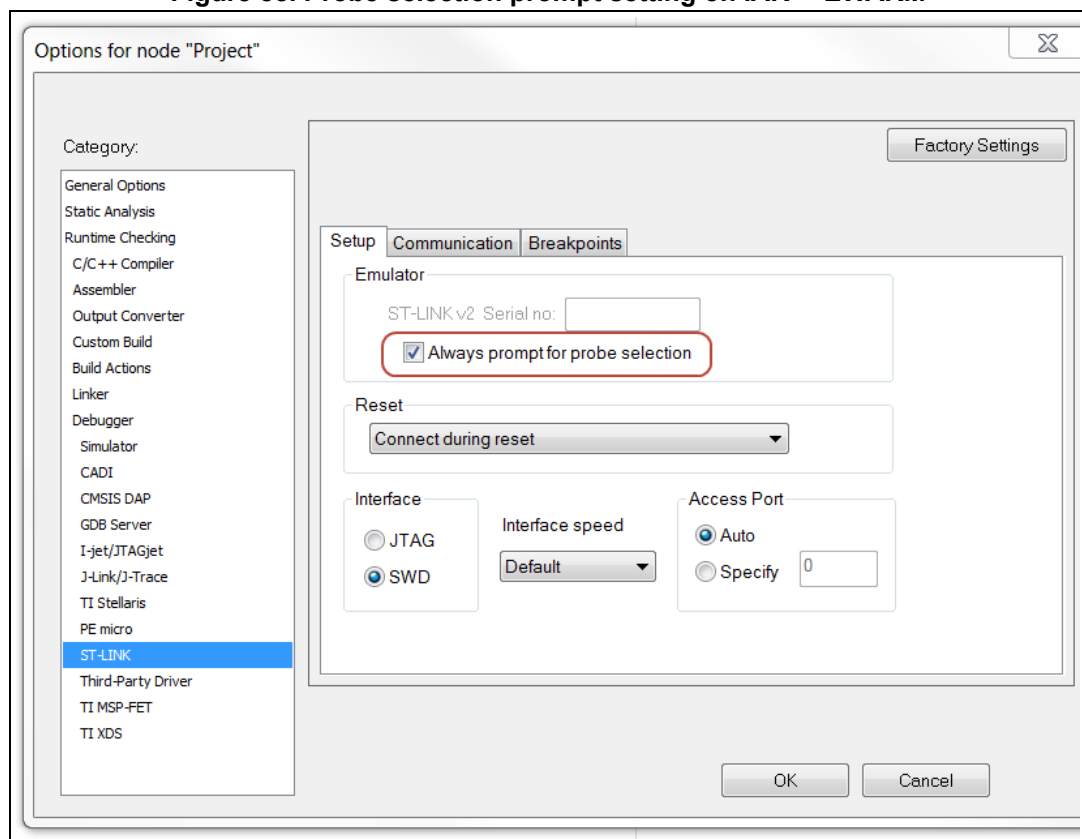 Options for node "Project"
Category:
Factory Settings
General Options
Static Analysis
Runtime Checking
C/C++ Compiler
Assembler
Output Converter
Custom Build
Build Actions
Linker
Debugger
Simulator
CADI
CMSIS DAP
GDB Server
I-jet/JTAGjet
J-Link/J-Trace
TI Stellaris
PE micro
ST-LINK
Third-Party Driver
TI MSP-FET
TI XDS
Setup Communication Breakpoints
Emulator
ST-LINK v2 Serial no:
Always prompt for probe selection
Reset
Connect during reset
Interface
JTAG
SWD
Interface speed
Default
Access Port
Auto
Specify 0
OK Cancel